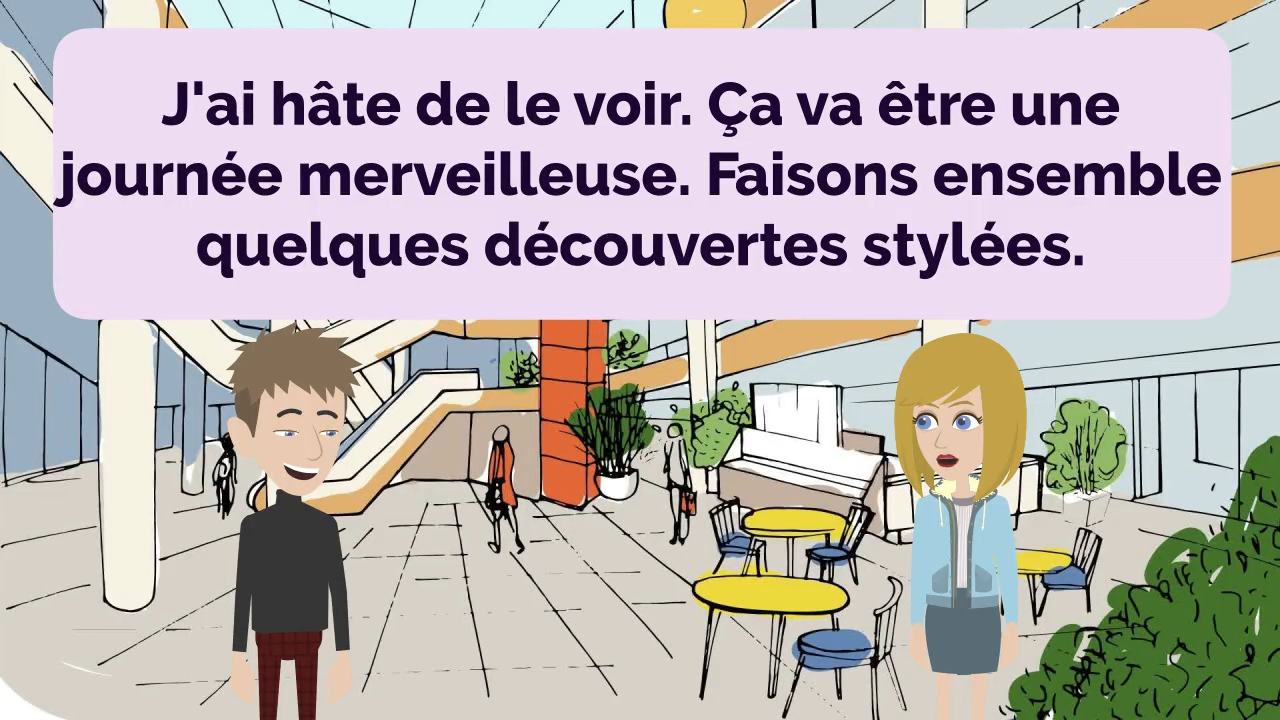 J'ai hâte de le voir. Ça va être une
journée merveilleuse. Faisons ensemble
quelques découvertes stylées.